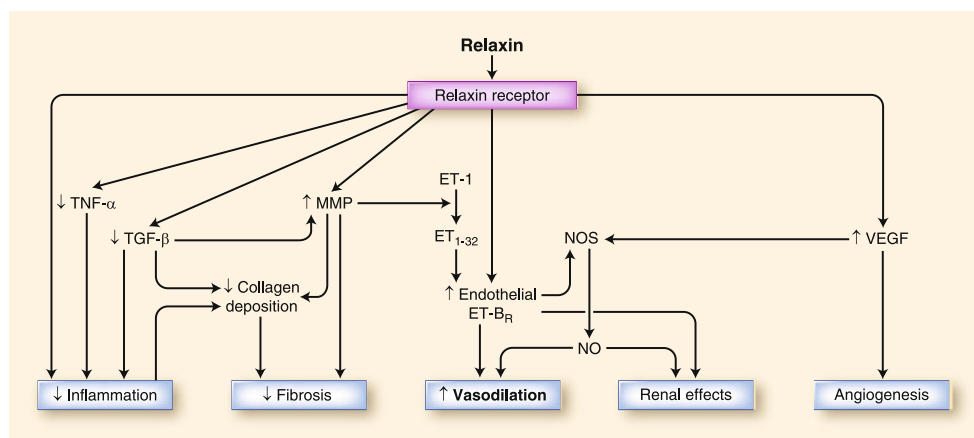 Relaxin
Relaxin receptor
ET-1
↓ TNF-α
↑ MMP
↓ TGF-β
ET1-32
NOS
↑ VEGF
↓ Collagen
deposition
↑ Endothelial
ET-BR
NO
↓ Inflammation
↓ Fibrosis
↑ Vasodilation
Renal effects
Angiogenesis